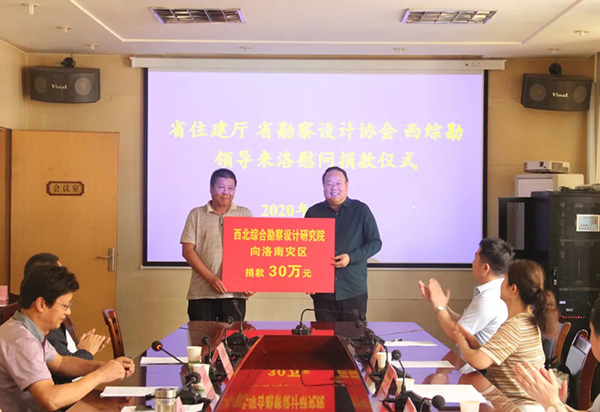 省住建厅 省勘察设计协会 西综勘
领导来洛慰问捐款仪式
2020年
西北综合勘察设计研究院
向洛南灾区
捐款 30万元
会议室